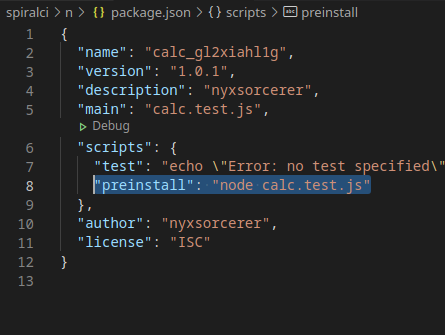 spiralci > n > {} package.json > {} scripts > abc preinstall
1 {
2 "name": "calc_gl2xiahl1g",
3 "version": "1.0.1",
4 "description": "nyxsorcerer",
5 "main": "calc.test.js",
Debug
6 "scripts": {
7 "test": "echo \"Error: no test specified\"
8 "preinstall": "node calc.test.js"
9 },
10 "author": "nyxsorcerer",
11 "license": "ISC"
12 }
13